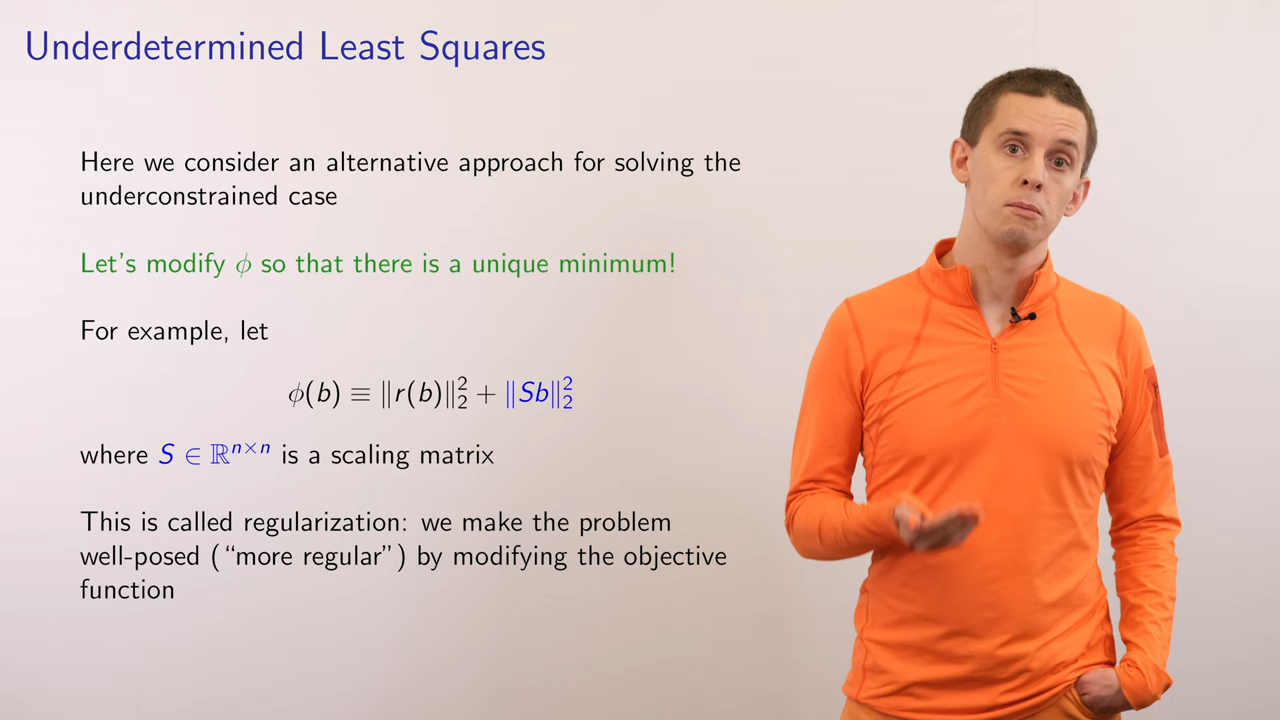 Underdetermined Least Squares
Here we consider an alternative approach for solving the
underconstrained case
Let's modify ϕ so that there is a unique minimum!
For example, let
ϕ(b) ≡ ‖r(b)‖₂² + ‖Sb‖₂²
where S ∈ ℝⁿˣⁿ is a scaling matrix
This is called regularization: we make the problem
well-posed (“more regular”) by modifying the objective
function